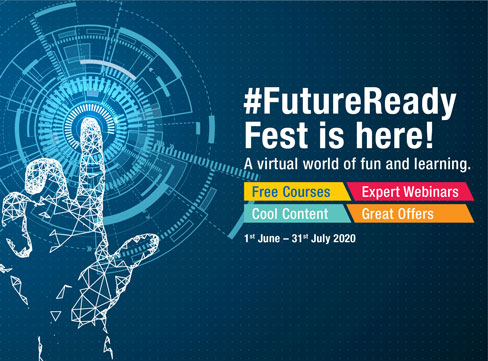 #FutureReady
Fest is here!
A virtual world of fun and learning.
Free Courses
Expert Webinars
Cool Content
Great Offers
1st June – 31st July 2020